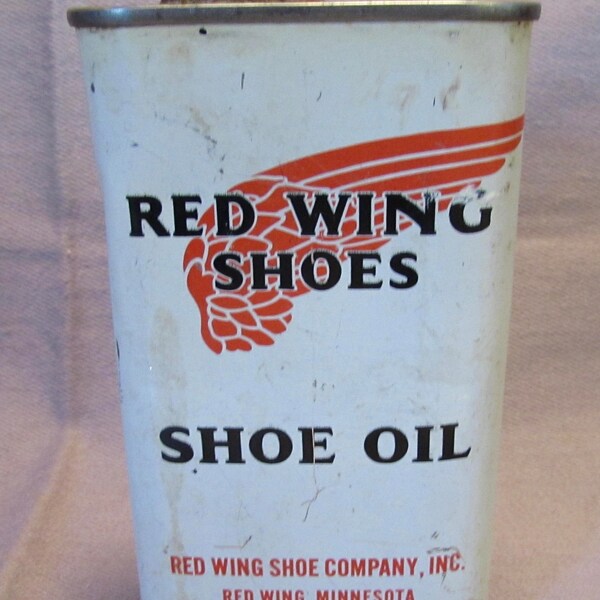 RED WING
SHOES
SHOE OIL
RED WING SHOE COMPANY, INC.
RED WING, MINNESOTA